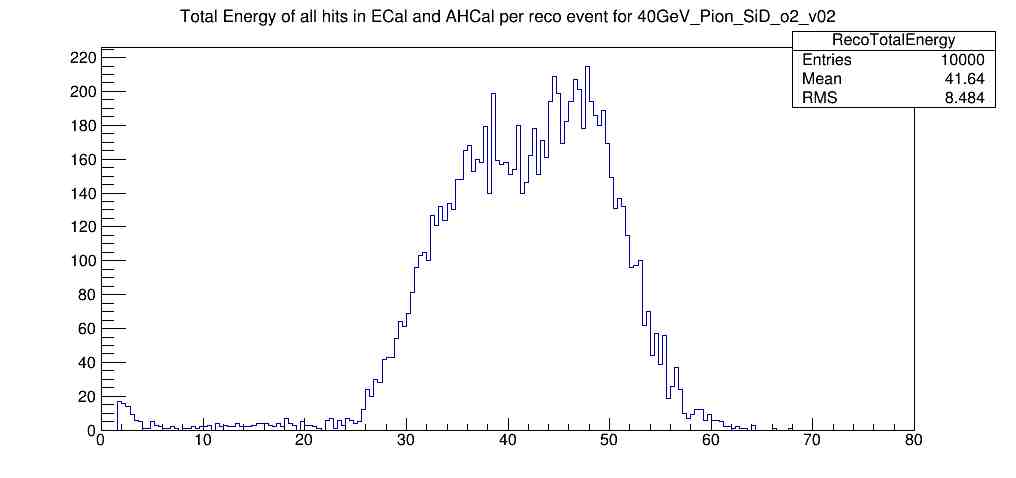 Total Energy of all hits in ECal and AHCal per reco event for 40GeV_Pion_SiD_o2_v02
RecoTotalEnergy
Entries 10000
Mean 41.64
RMS 8.484
220
200
180
160
140
120
100
80
60
40
20
0
0 10 20 30 40 50 60 70 80